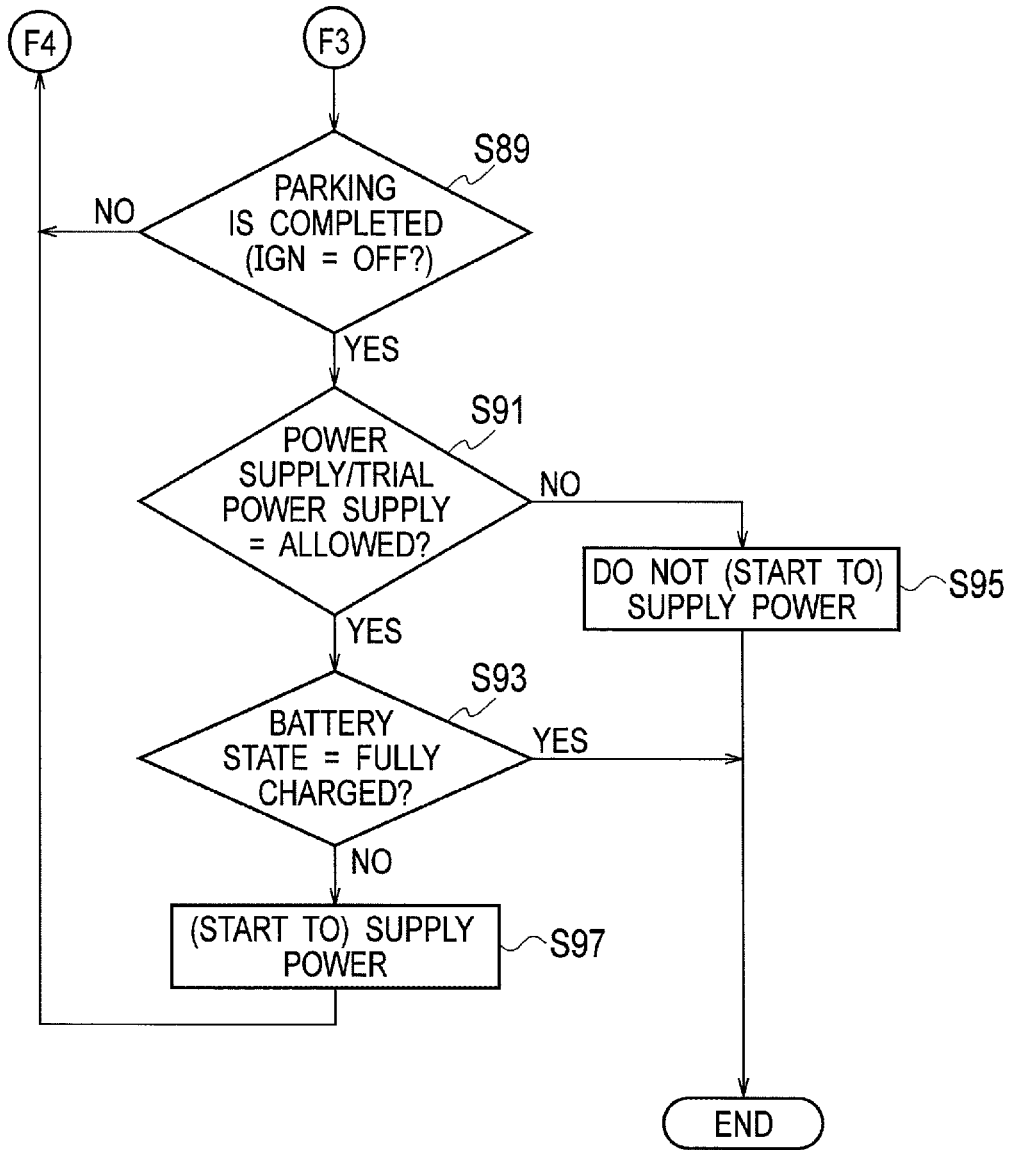 F4
F3
S89
PARKING
IS COMPLETED
(IGN = OFF?)
NO
YES
S91
POWER
SUPPLY/TRIAL
POWER SUPPLY
= ALLOWED?
NO
YES
DO NOT (START TO)
SUPPLY POWER
S95
S93
BATTERY
STATE = FULLY
CHARGED?
YES
NO
(START TO) SUPPLY
POWER
S97
END